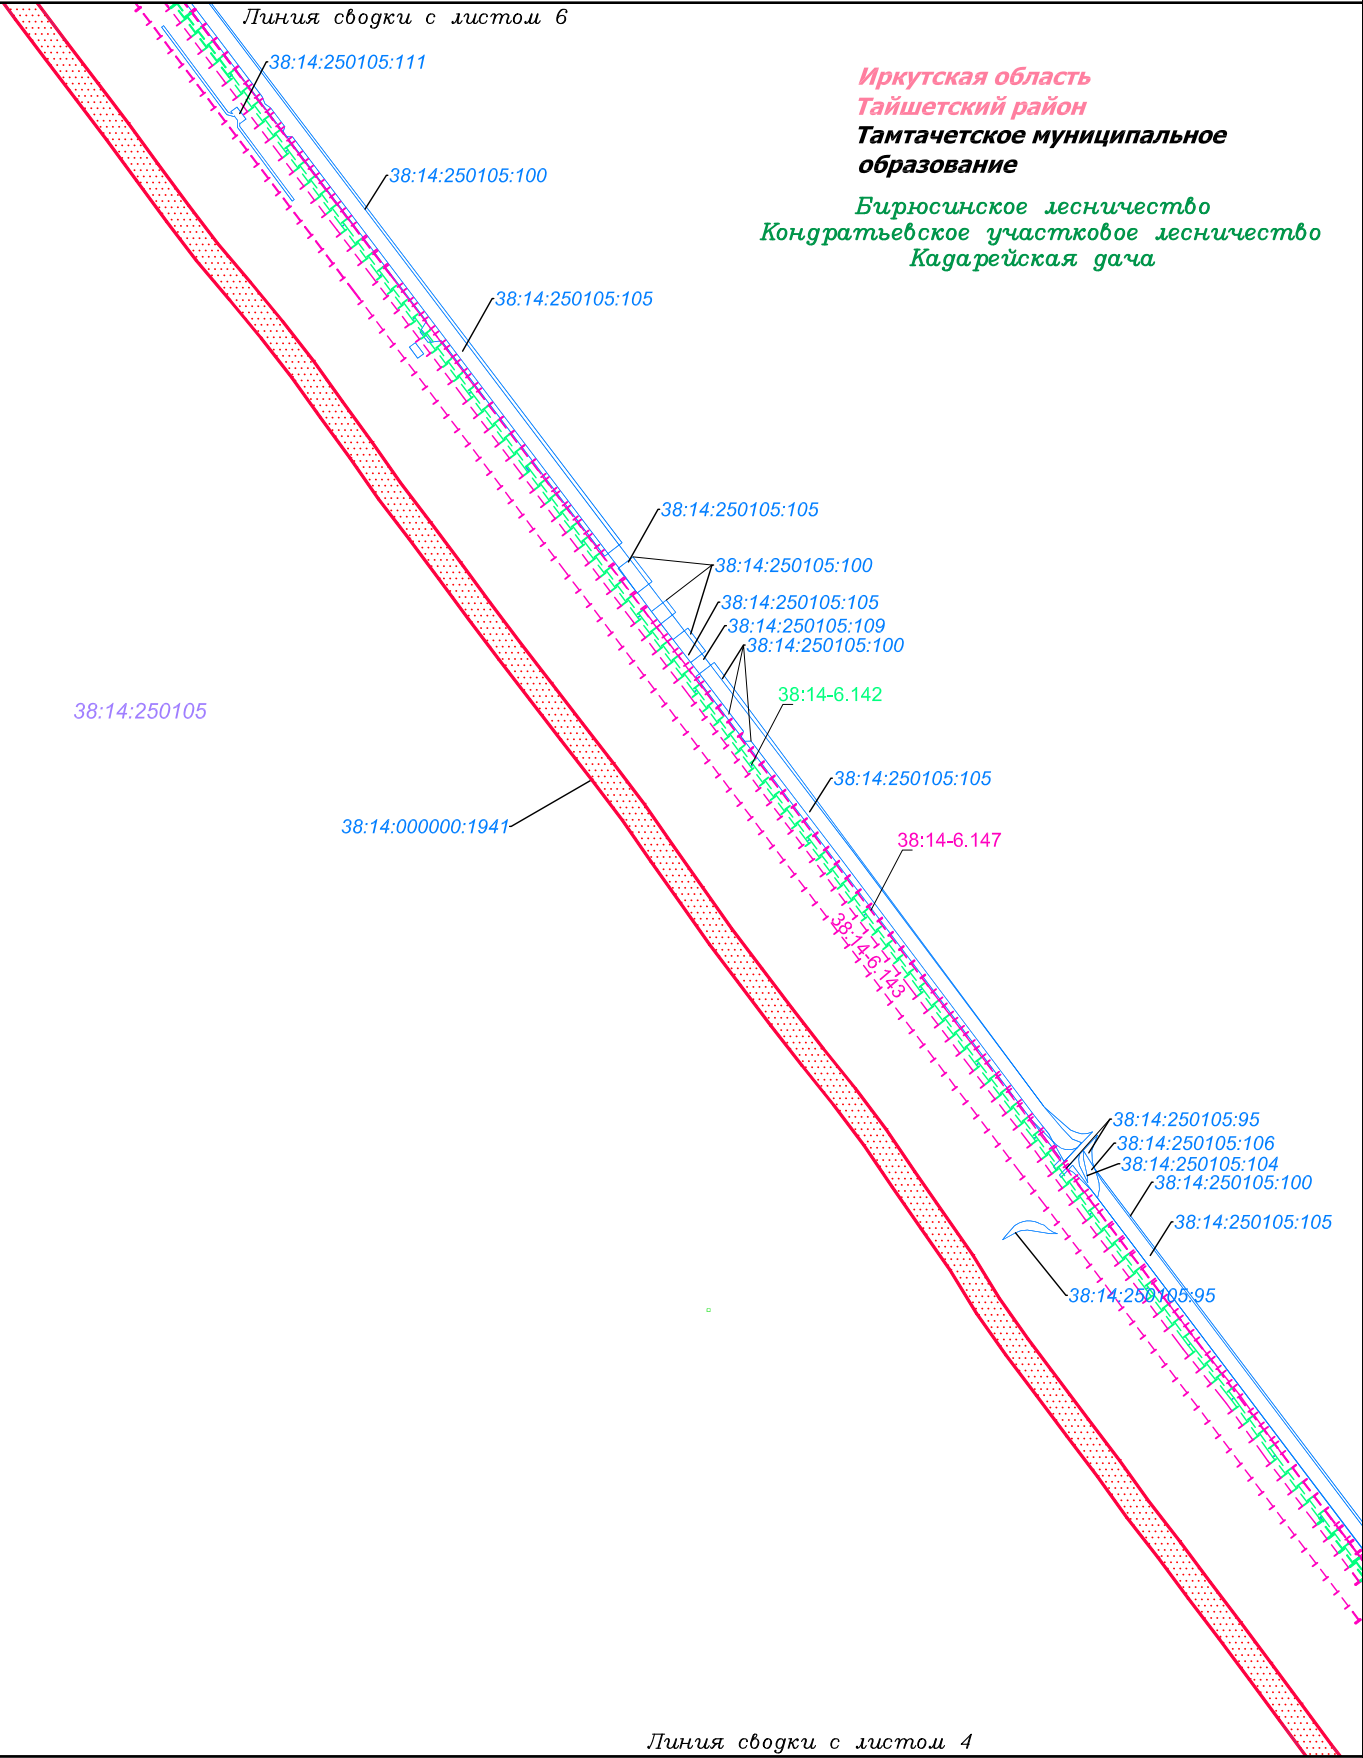 Линия сводки с листом 6
38:14:250105:111
Иркутская область
Тайшетский район
Тамтачетское муниципальное
образование
38:14:250105:100
Бирюсинское лесничество
Кондратьевское участковое лесничество
Кадарейская дача
38:14:250105:105
38:14:250105:105
38:14:250105:100
38:14:250105:105
38:14:250105:109
38:14:250105:100
38:14-6.142
38:14:250105
38:14:250105:105
38:14:000000:1941
38:14-6.147
38:14-6.143
38:14:250105:95
38:14:250105:106
38:14:250105:104
38:14:250105:100
38:14:250105:105
38:14:250105:95
Линия сводки с листом 4